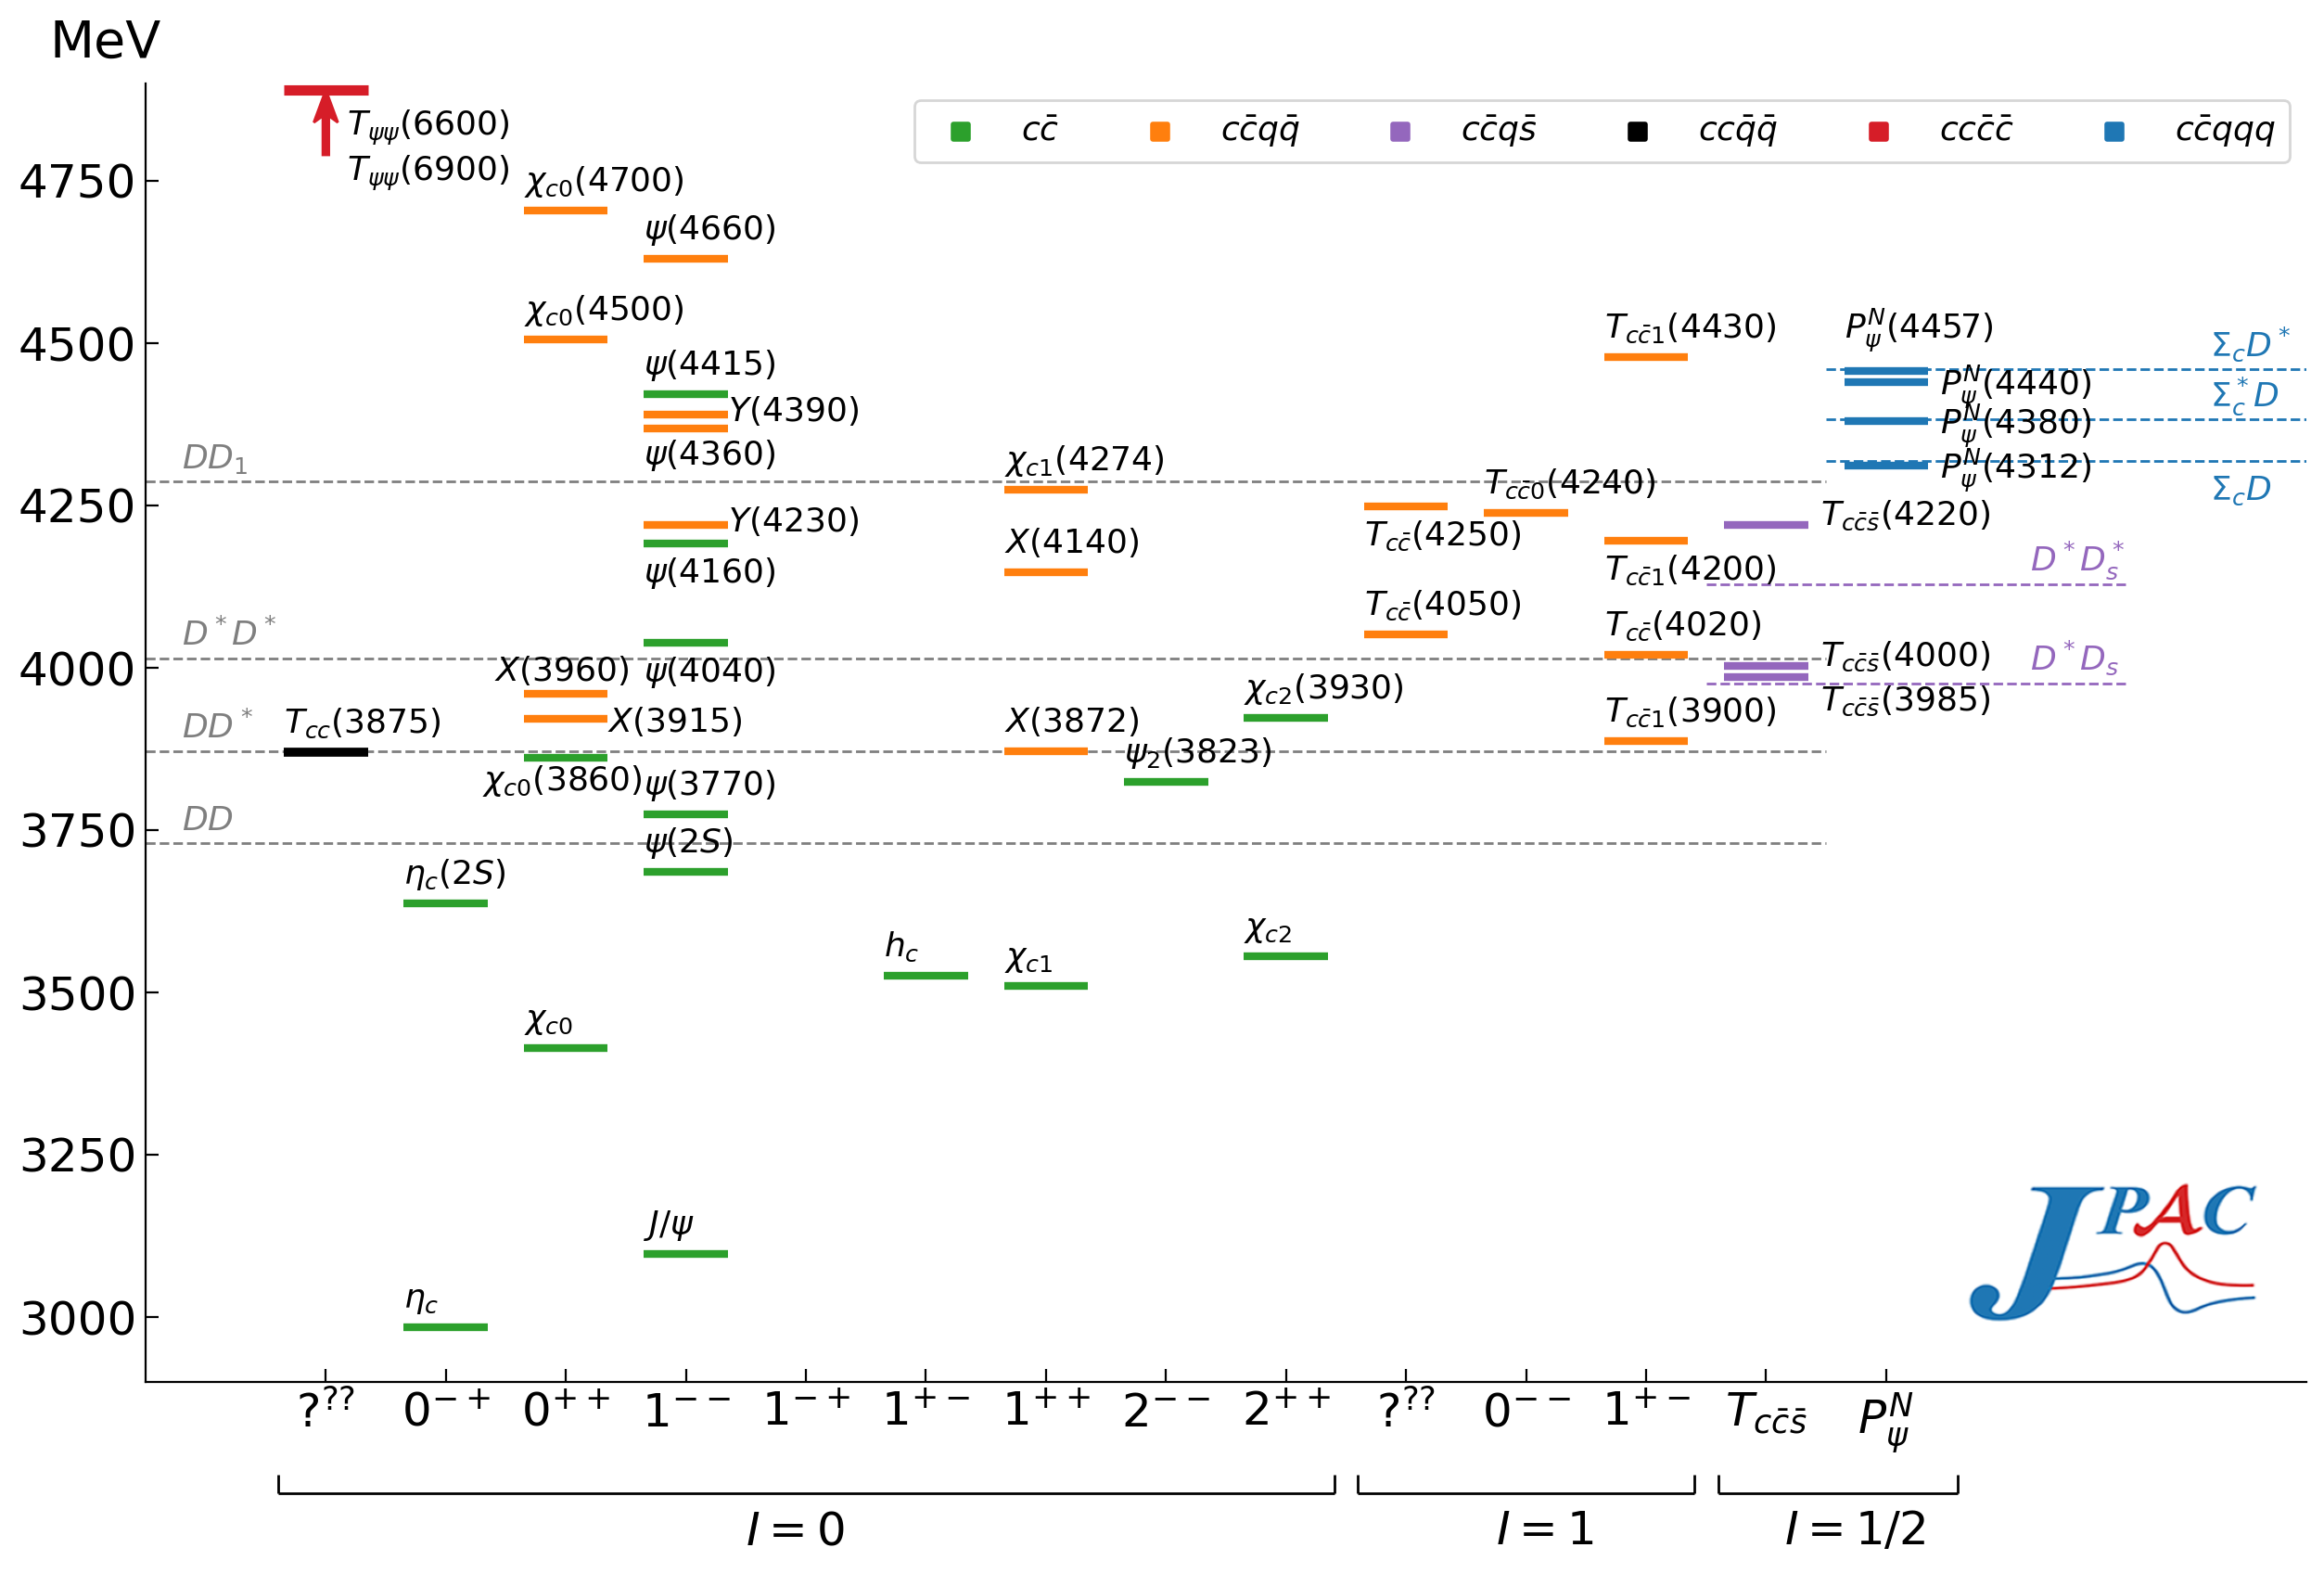 MeV
4750
4500
4250
4000
3750
3500
3250
3000
T_ψψ(6600)
T_ψψ(6900)
cc̄ cc̄qq̄ cc̄qs̄ ccq̄q̄ ccc̄c̄ cc̄qqq
χ_c0(4700)
ψ(4660)
χ_c0(4500)
ψ(4415)
Y(4390)
ψ(4360)
T_cc̄1(4430)
P_ψ^N(4457)
Σ_cD^*
P_ψ^N(4440)
Σ_c^*D
P_ψ^N(4380)
P_ψ^N(4312)
Σ_cD
DD_1
χ_c1(4274)
T_cc̄0(4240)
Y(4230)
X(4140)
T_cc̄(4250)
T_cc̄s̄(4220)
ψ(4160)
T_cc̄1(4200)
D^*D_s^*
D^*D^*
T_cc̄(4050)
T_cc̄(4020)
X(3960)
ψ(4040)
T_cc̄s̄(4000)
D^*D_s
χ_c2(3930)
T_cc̄s̄(3985)
DD^*
T_cc(3875)
X(3915)
X(3872)
T_cc̄1(3900)
ψ_2(3823)
χ_c0(3860)
ψ(3770)
DD
ψ(2S)
η_c(2S)
h_c
χ_c1
χ_c2
χ_c0
J/ψ
η_c
JPAC
?^?? 0^-+ 0^++ 1^-- 1^-+ 1^+- 1^++ 2^-- 2^++ ?^?? 0^-- 1^+- T_cc̄s̄ P_ψ^N
I = 0 I = 1 I = 1/2